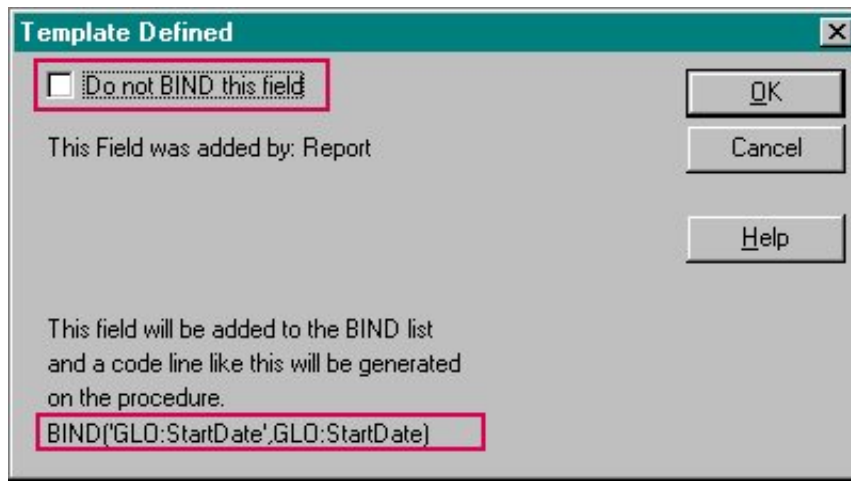 Template Defined
Do not BIND this field
OK
This Field was added by: Report
Cancel
Help
This field will be added to the BIND list
and a code line like this will be generated
on the procedure.
BIND('GLO:StartDate',GLO:StartDate)